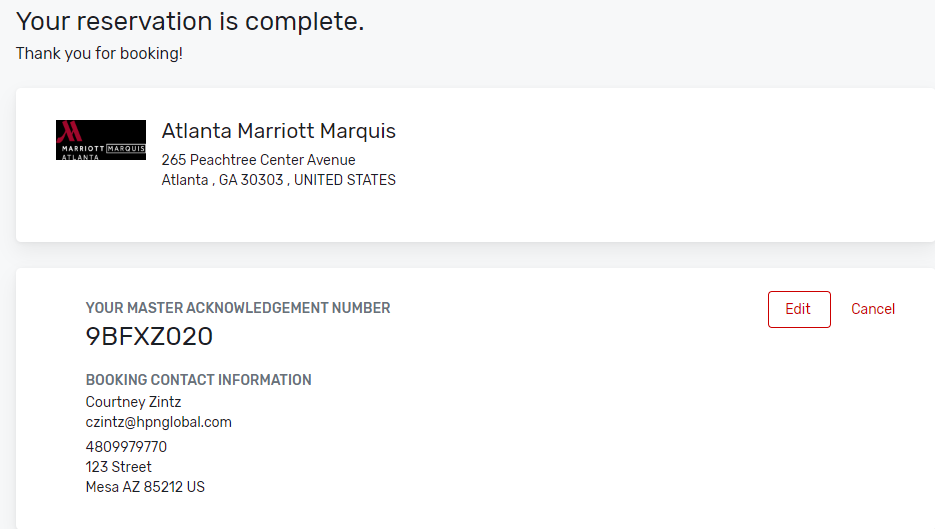 Your reservation is complete.
Thank you for booking!
MARRIOTT MARQUIS
ATLANTA
Atlanta Marriott Marquis
265 Peachtree Center Avenue
Atlanta , GA 30303 , UNITED STATES
YOUR MASTER ACKNOWLEDGEMENT NUMBER
Edit
Cancel
9BFXZ020
BOOKING CONTACT INFORMATION
Courtney Zintz
czintz@hpnglobal.com
4809979770
123 Street
Mesa AZ 85212 US